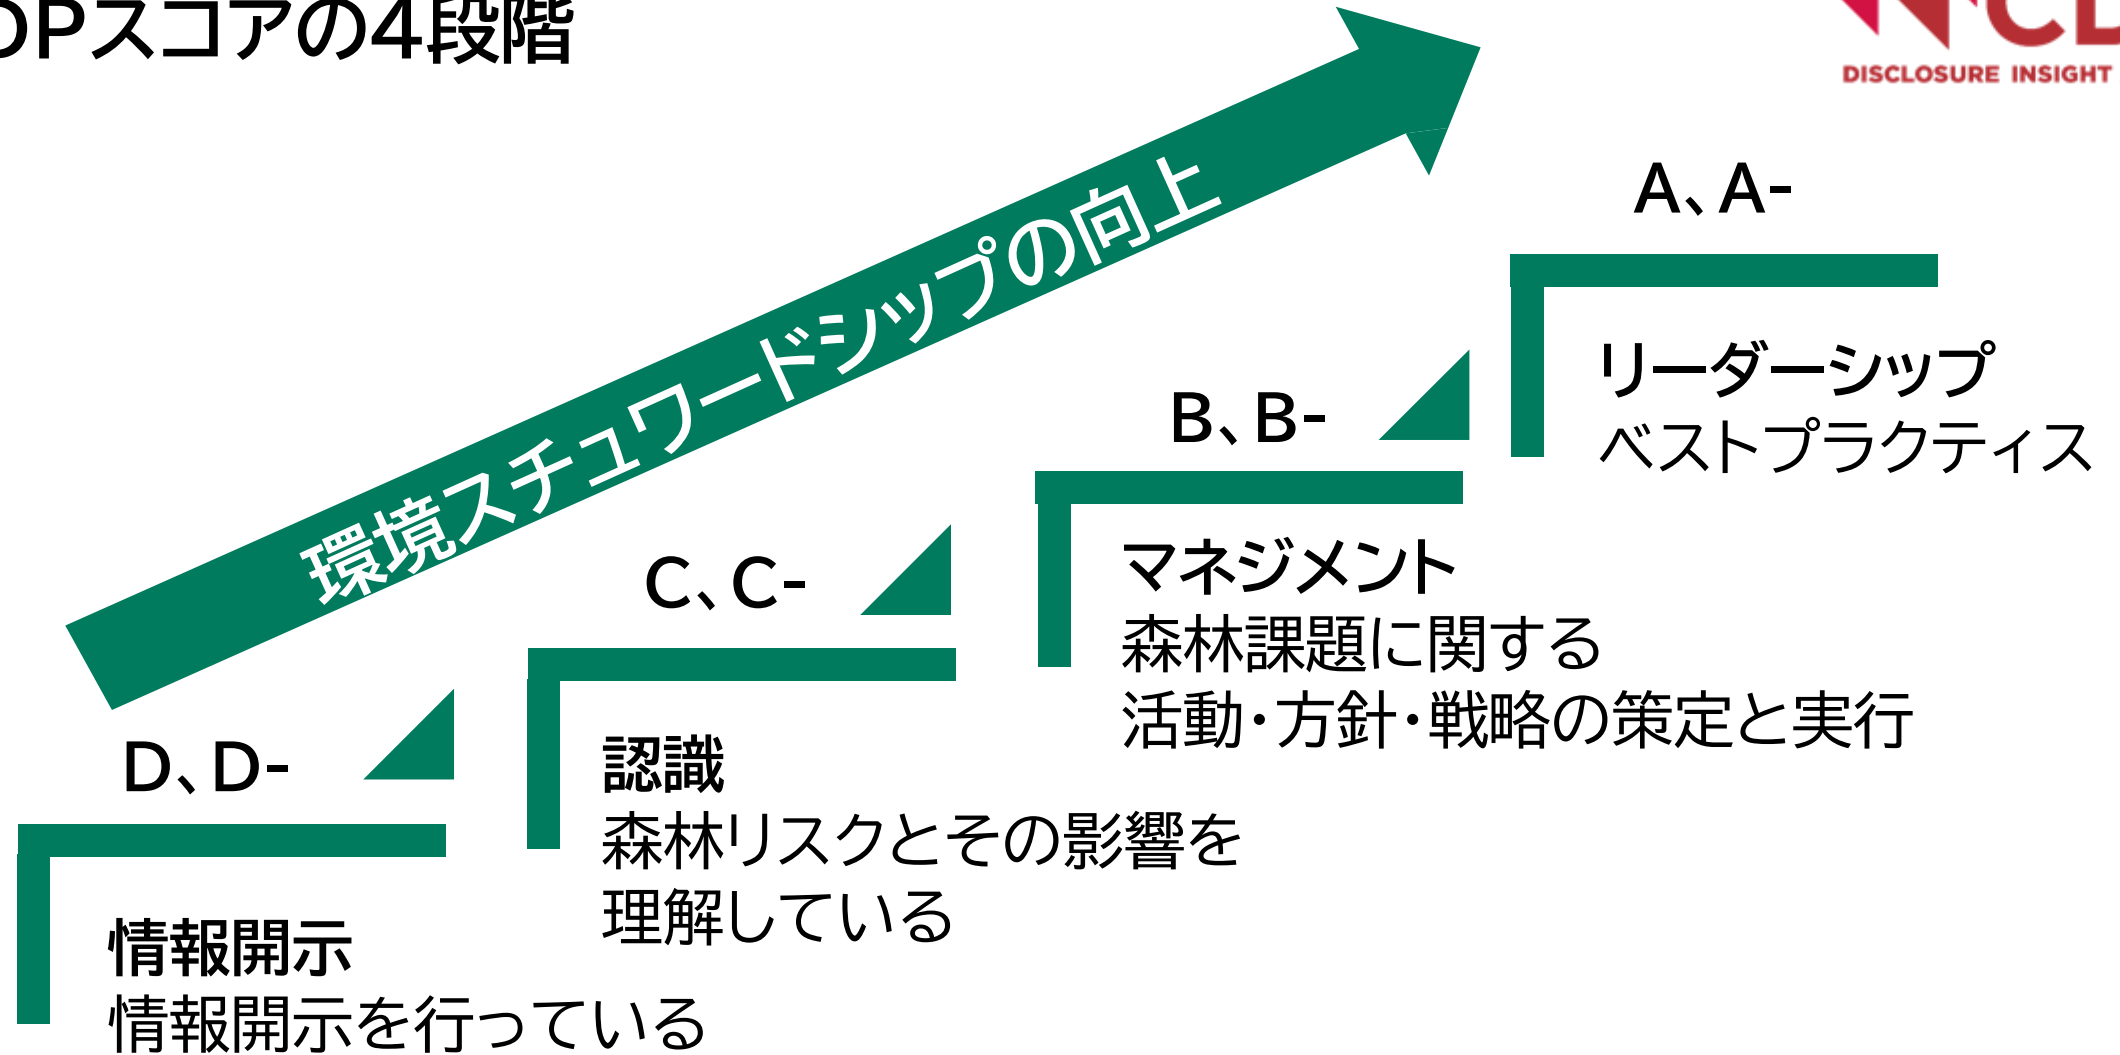 DPスコアの4段階
DISCLOSURE INSIGHT
環境スチュワードシップの向上
A、A-
リーダーシップ
ベストプラクティス
B、B-
マネジメント
森林課題に関する
活動・方針・戦略の策定と実行
C、C-
認識
森林リスクとその影響を
理解している
D、D-
情報開示
情報開示を行っている